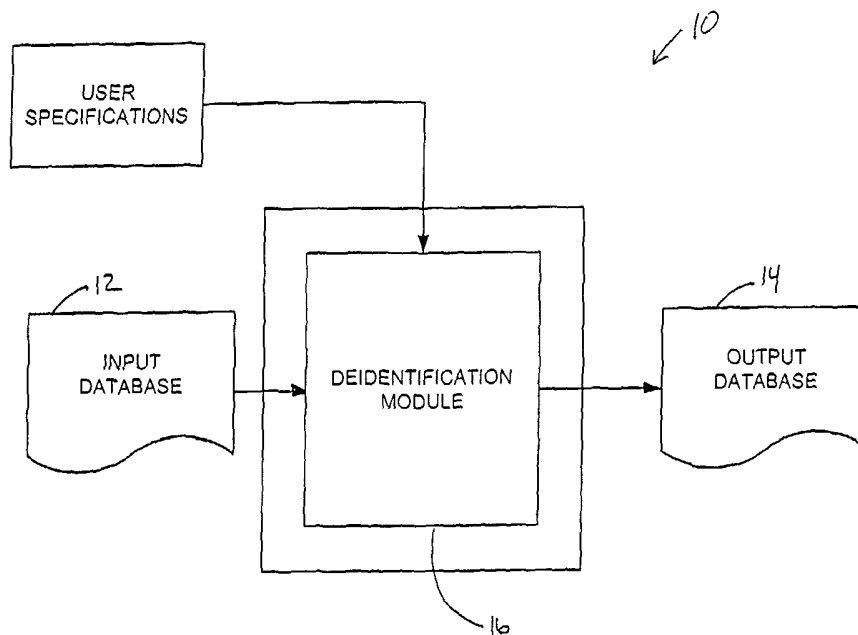 10
USER
SPECIFICATIONS
12
14
INPUT
DATABASE
DEIDENTIFICATION
MODULE
OUTPUT
DATABASE
16